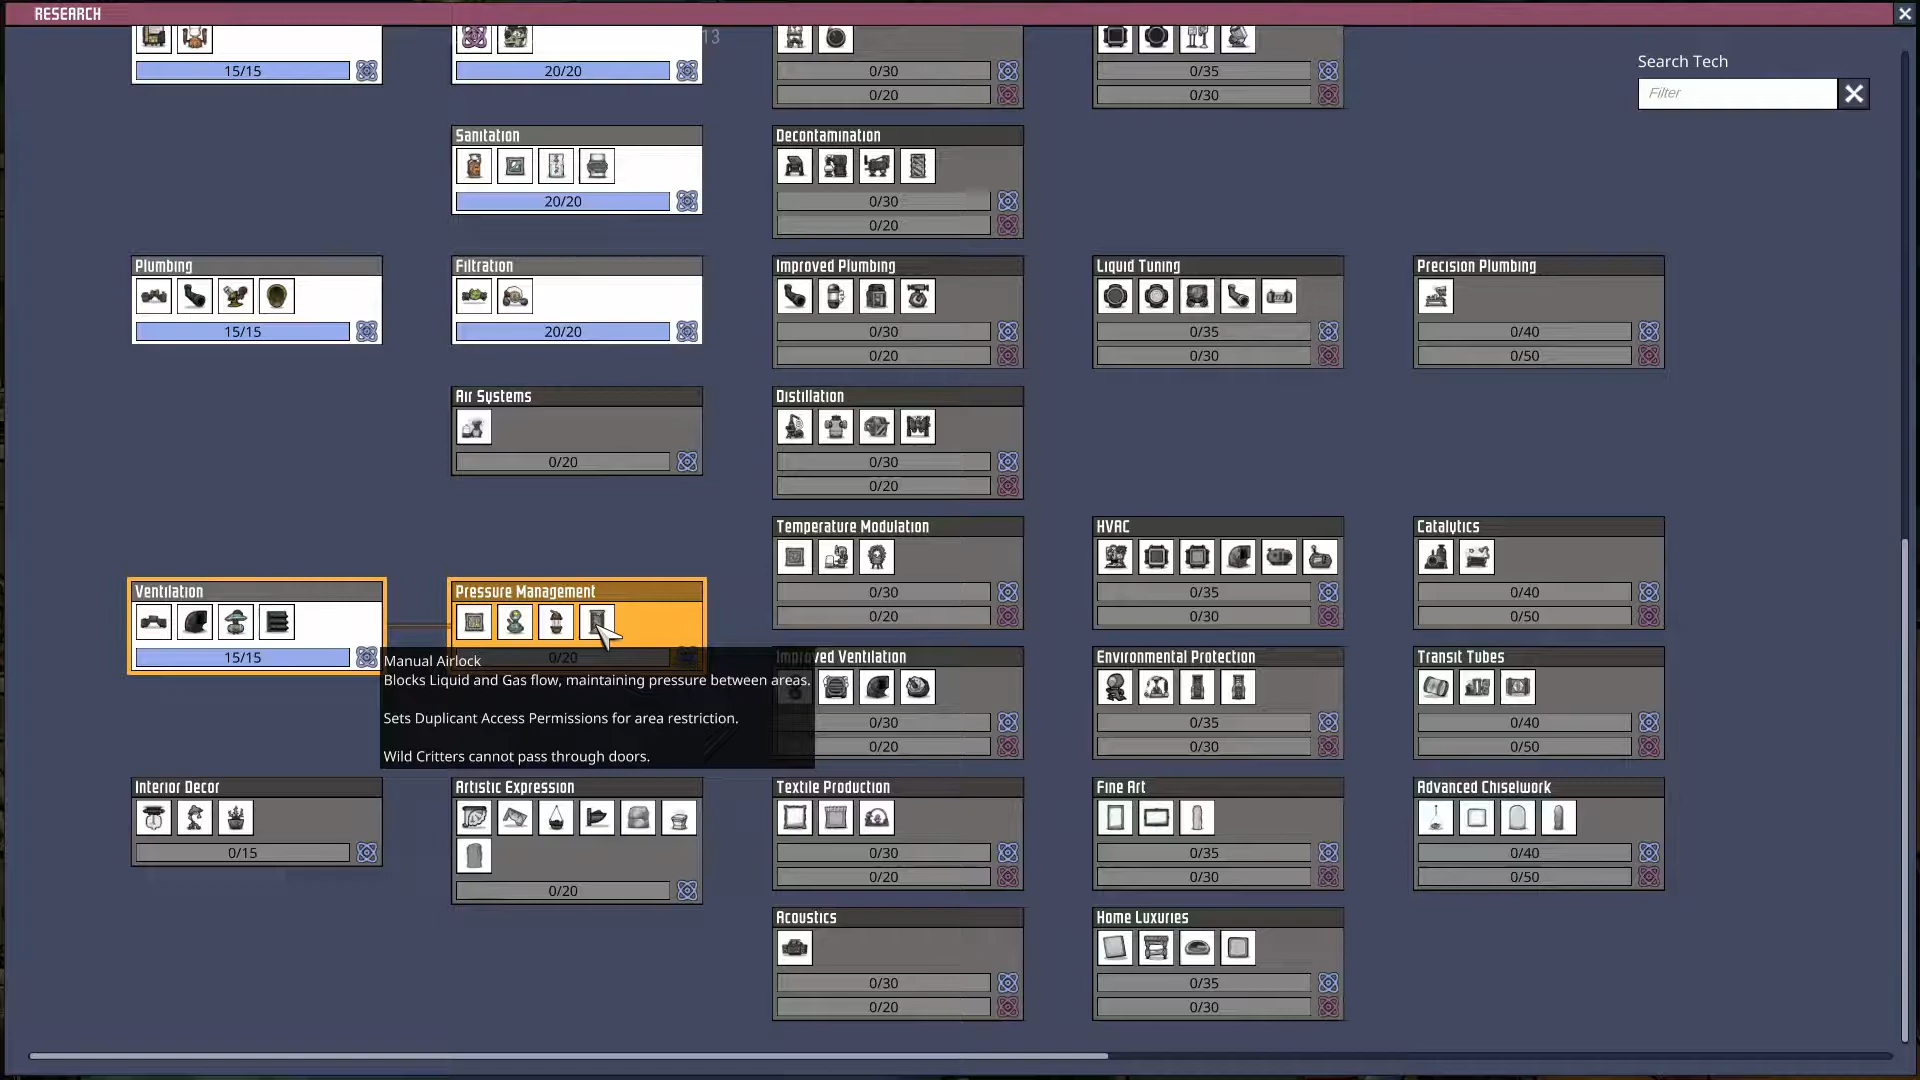 RESEARCH
13
Search Tech
Filter
15/15
20/20
0/30
0/35
0/20
0/30
Sanitation
Decontamination
20/20
0/30
0/20
Plumbing
Filtration
Improved Plumbing
Liquid Tuning
Precision Plumbing
15/15
20/20
0/30
0/35
0/40
0/20
0/30
0/50
Air Systems
Distillation
0/20
0/30
0/20
Temperature Modulation
HVAC
Catalytics
0/30
0/35
0/40
0/20
0/30
0/50
Ventilation
Pressure Management
15/15
0/20
Manual Airlock
Blocks Liquid and Gas flow, maintaining pressure between areas.
Sets Duplicant Access Permissions for area restriction.
Wild Critters cannot pass through doors.
Improved Ventilation
Environmental Protection
Transit Tubes
0/30
0/35
0/40
0/20
0/30
0/50
Interior Decor
Artistic Expression
Textile Production
Fine Art
Advanced Chiselwork
0/15
0/20
0/30
0/35
0/40
0/20
0/30
0/50
Acoustics
Home Luxuries
0/30
0/35
0/20
0/30